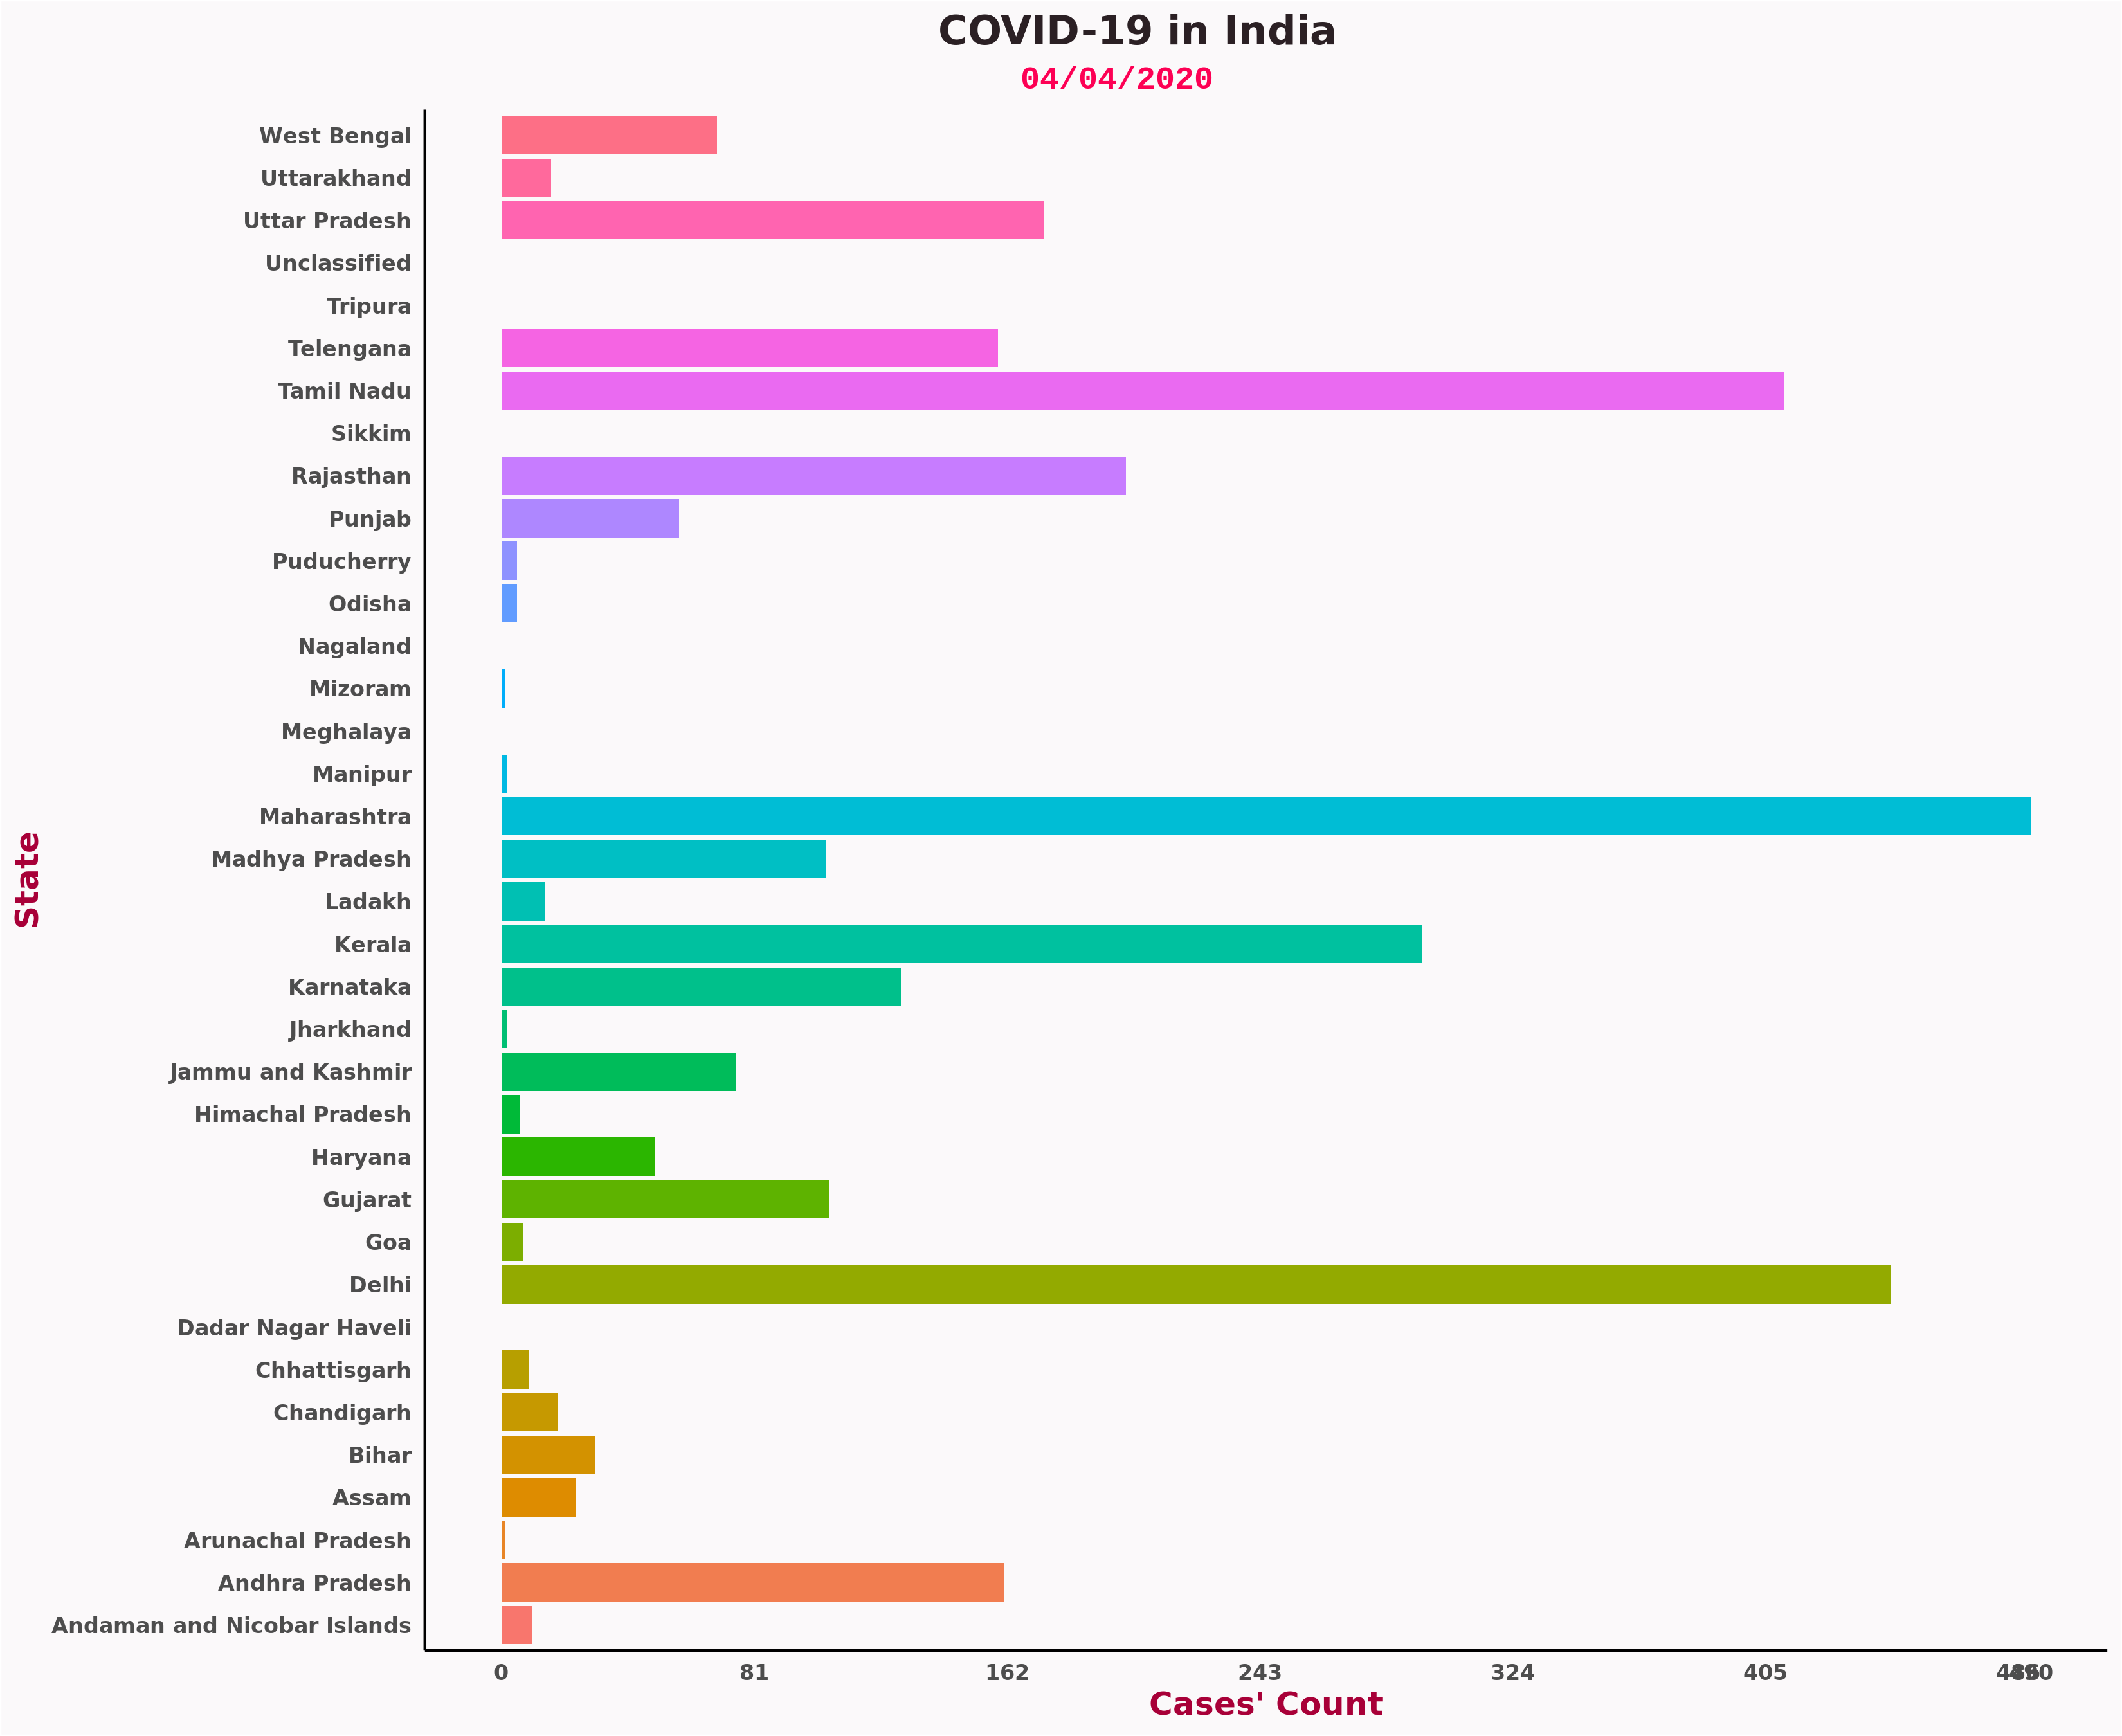 COVID-19 in India
04/04/2020
West Bengal
Uttarakhand
Uttar Pradesh
Unclassified
Tripura
Telengana
Tamil Nadu
Sikkim
Rajasthan
Punjab
Puducherry
Odisha
Nagaland
Mizoram
Meghalaya
Manipur
Maharashtra
Madhya Pradesh
Ladakh
Kerala
Karnataka
Jharkhand
Jammu and Kashmir
Himachal Pradesh
Haryana
Gujarat
Goa
Delhi
Dadar Nagar Haveli
Chhattisgarh
Chandigarh
Bihar
Assam
Arunachal Pradesh
Andhra Pradesh
Andaman and Nicobar Islands
State
0 81 162 243 324 405 486 490
Cases' Count